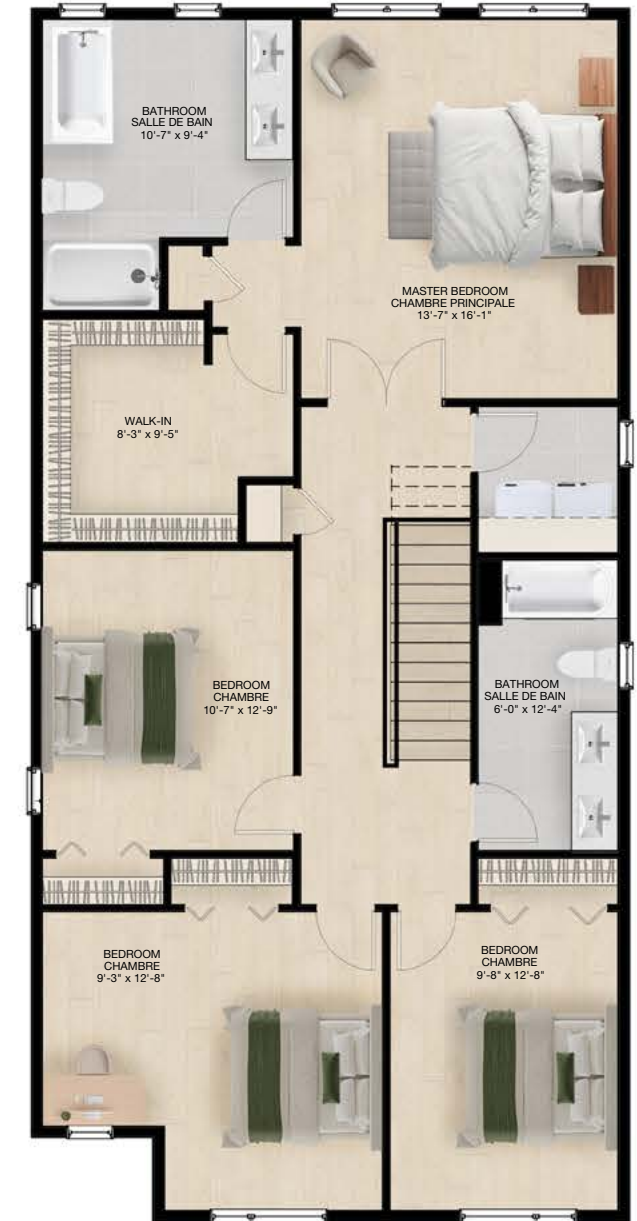 BATHROOM
SALLE DE BAIN
10'-7" x 9'-4"
MASTER BEDROOM
CHAMBRE PRINCIPALE
13'-7" x 16'-1"
WALK-IN
8'-3" x 9'-5"
BEDROOM
CHAMBRE
10'-7" x 12'-9"
BATHROOM
SALLE DE BAIN
6'-0" x 12'-4"
BEDROOM
CHAMBRE
9'-3" x 12'-8"
BEDROOM
CHAMBRE
9'-8" x 12'-8"